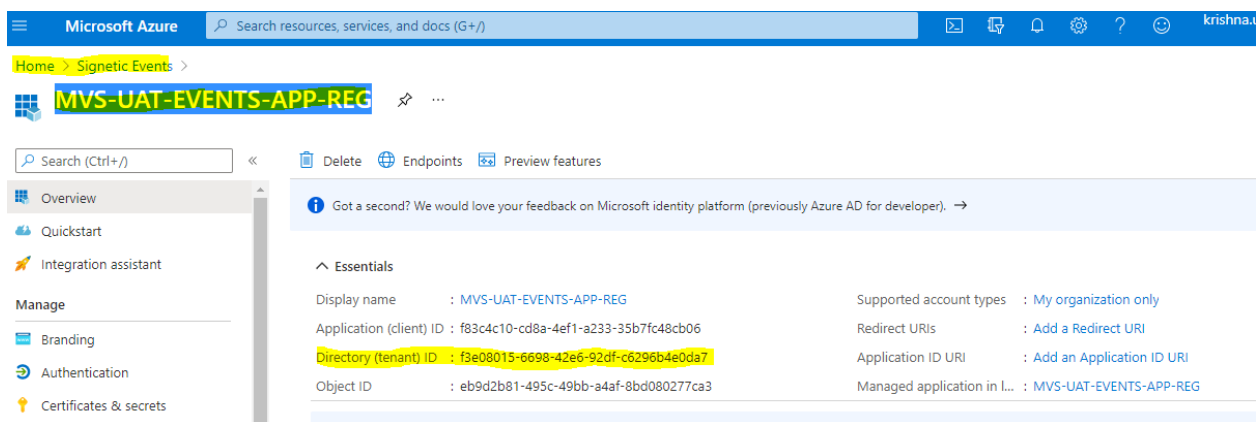 Microsoft Azure
Search resources, services, and docs (G+/)
krishna.u
Home > Signetic Events >
MVS-UAT-EVENTS-APP-REG
Search (Ctrl+/)
Delete
Endpoints
Preview features
Overview
Got a second? We would love your feedback on Microsoft identity platform (previously Azure AD for developer).
Quickstart
Integration assistant
Essentials
Manage
Display name : MVS-UAT-EVENTS-APP-REG
Supported account types : My organization only
Application (client) ID : f83c4c10-cd8a-4ef1-a233-35b7fc48cb06
Redirect URIs : Add a Redirect URI
Branding
Directory (tenant) ID : f3e08015-6698-42e6-92df-c6296b4e0da7
Application ID URI : Add an Application ID URI
Authentication
Object ID : eb9d2b81-495c-49bb-a4af-8bd080277ca3
Managed application in l... : MVS-UAT-EVENTS-APP-REG
Certificates & secrets